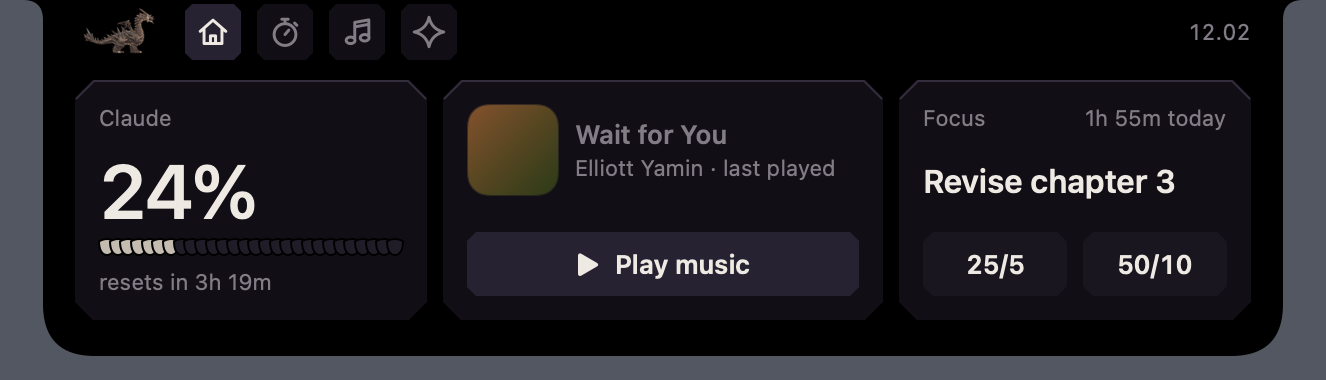 12.02
Claude
24%
resets in 3h 19m
Wait for You
Elliott Yamin · last played
Play music
Focus
1h 55m today
Revise chapter 3
25/5
50/10